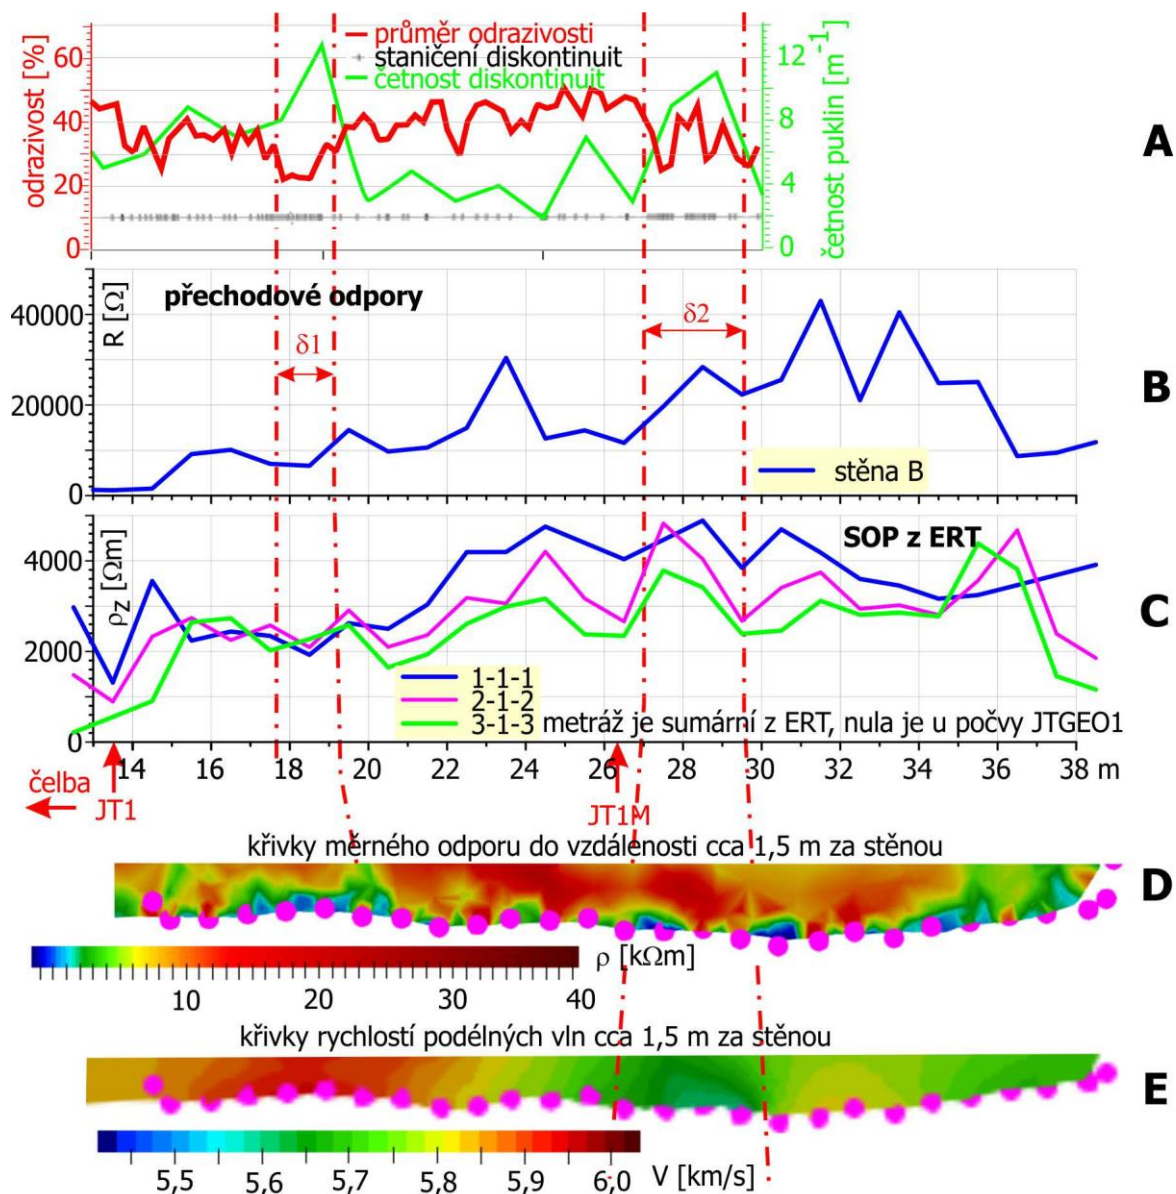 odrazivost [%]
60
40
20
0
průměr odrazivosti
staničení diskontinuit
četnost diskontinuit
12
8
4
0
četnost puklin [m⁻¹]
A
R [Ω]
40000
20000
0
přechodové odpory
δ1
δ2
stěna B
B
ρz [Ωm]
4000
2000
0
SOP z ERT
1-1-1
2-1-2
3-1-3 metráž je sumární z ERT, nula je u počvy JTGEO1
C
14 16 18 20 22 24 26 28 30 32 34 36 38 m
čelba
JT1
JT1M
křivky měrného odporu do vzdálenosti cca 1,5 m za stěnou
D
ρ [kΩm]
10 20 30 40
křivky rychlostí podélných vln cca 1,5 m za stěnou
E
5,5 5,6 5,7 5,8 5,9 6,0
V [km/s]